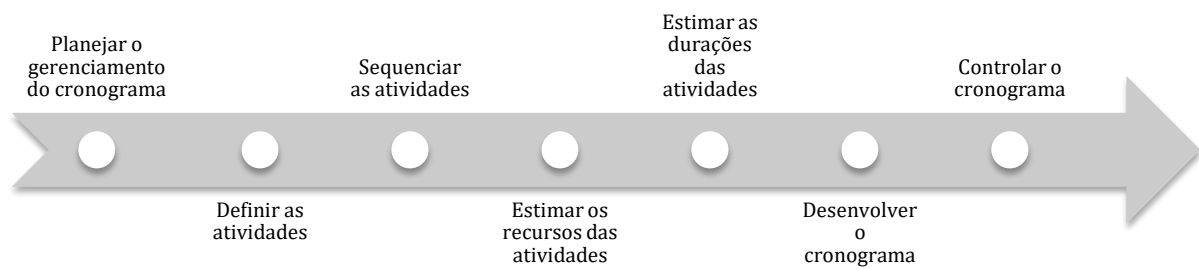 Planejar o
gerenciamento
do cronograma
Definir as
atividades
Sequenciar
as atividades
Estimar os
recursos das
atividades
Estimar as
durações
das
atividades
Desenvolver
o
cronograma
Controlar o
cronograma